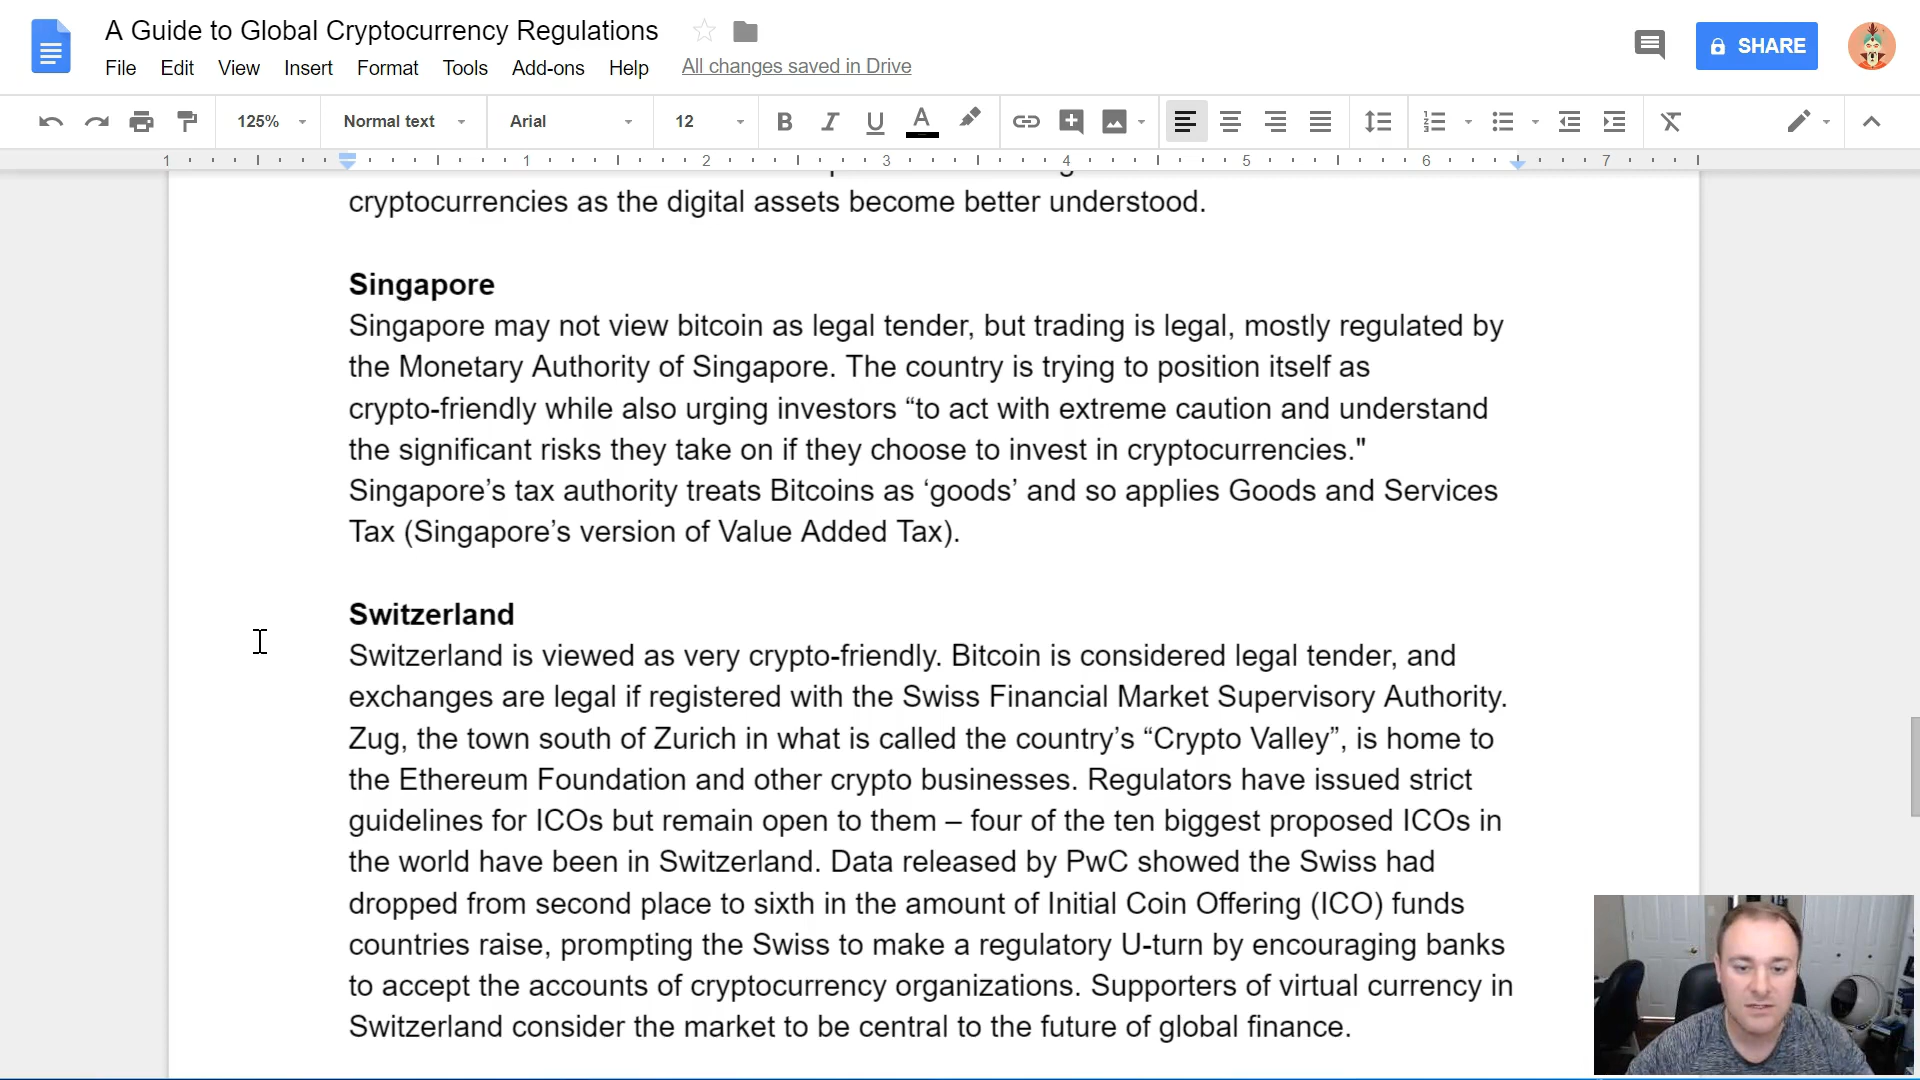 A Guide to Global Cryptocurrency Regulations
File Edit View Insert Format Tools Add-ons Help All changes saved in Drive
SHARE
125% Normal text Arial 12
1 1 2 3 4 5 6 7
cryptocurrencies as the digital assets become better understood.
Singapore
Singapore may not view bitcoin as legal tender, but trading is legal, mostly regulated by
the Monetary Authority of Singapore. The country is trying to position itself as
crypto-friendly while also urging investors “to act with extreme caution and understand
the significant risks they take on if they choose to invest in cryptocurrencies."
Singapore’s tax authority treats Bitcoins as ‘goods’ and so applies Goods and Services
Tax (Singapore’s version of Value Added Tax).
Switzerland
Switzerland is viewed as very crypto-friendly. Bitcoin is considered legal tender, and
exchanges are legal if registered with the Swiss Financial Market Supervisory Authority.
Zug, the town south of Zurich in what is called the country’s “Crypto Valley”, is home to
the Ethereum Foundation and other crypto businesses. Regulators have issued strict
guidelines for ICOs but remain open to them – four of the ten biggest proposed ICOs in
the world have been in Switzerland. Data released by PwC showed the Swiss had
dropped from second place to sixth in the amount of Initial Coin Offering (ICO) funds
countries raise, prompting the Swiss to make a regulatory U-turn by encouraging banks
to accept the accounts of cryptocurrency organizations. Supporters of virtual currency in
Switzerland consider the market to be central to the future of global finance.